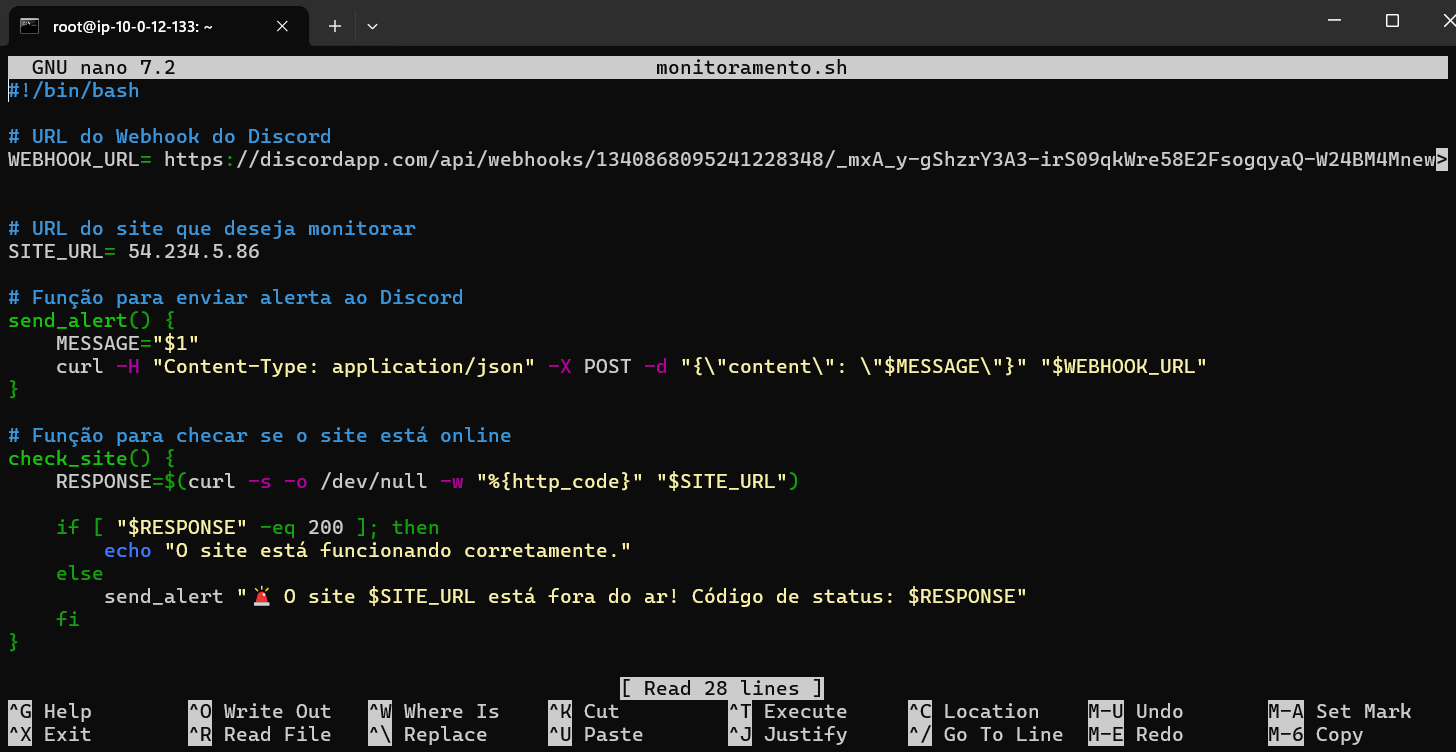 root@ip-10-0-12-133: ~
GNU nano 7.2 monitoramento.sh
#!/bin/bash
# URL do Webhook do Discord
WEBHOOK_URL= https://discordapp.com/api/webhooks/1340868095241228348/_mxA_y-gShzrY3A3-irS09qkWre58E2FsogqyaQ-W24BM4Mnew>
# URL do site que deseja monitorar
SITE_URL= 54.234.5.86
# Função para enviar alerta ao Discord
send_alert() {
    MESSAGE="$1"
    curl -H "Content-Type: application/json" -X POST -d "{\"content\": \"$MESSAGE\"}" "$WEBHOOK_URL"
}
# Função para checar se o site está online
check_site() {
    RESPONSE=$(curl -s -o /dev/null -w "%{http_code}" "$SITE_URL")
    if [ "$RESPONSE" -eq 200 ]; then
        echo "O site está funcionando corretamente."
    else
        send_alert "🚨 O site $SITE_URL está fora do ar! Código de status: $RESPONSE"
    fi
}
[ Read 28 lines ]
^G Help ^O Write Out ^W Where Is ^K Cut ^T Execute ^C Location M-U Undo M-A Set Mark
^X Exit ^R Read File ^\ Replace ^U Paste ^J Justify ^/ Go To Line M-E Redo M-6 Copy